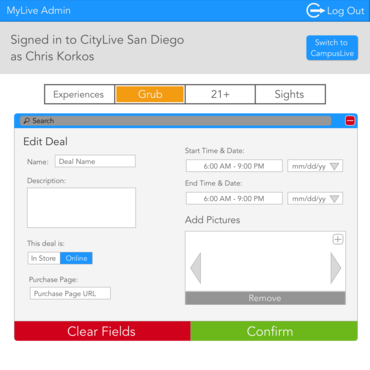 MyLive Admin
Log Out
Signed in to CityLive San Diego
as Chris Korkos
Switch to
CampusLive
Experiences
Grub
21+
Sights
Search
Edit Deal
Name:
Deal Name
Description:
This deal is:
In Store
Online
Purchase Page:
Purchase Page URL
Start Time & Date:
6:00 AM - 9:00 PM
mm/dd/yy
End Time & Date:
6:00 AM - 9:00 PM
mm/dd/yy
Add Pictures
Remove
Clear Fields
Confirm